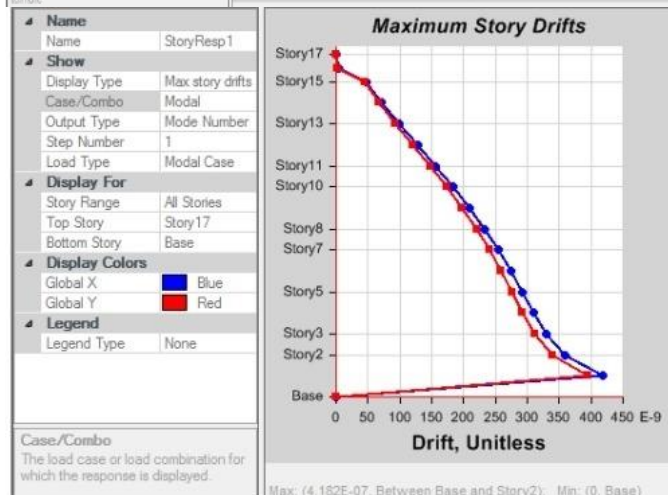 Name
Name StoryResp1
Show
Display Type Max story drifts
Case/Combo Modal
Output Type Mode Number
Step Number 1
Load Type Modal Case
Display For
Story Range All Stories
Top Story Story17
Bottom Story Base
Display Colors
Global X Blue
Global Y Red
Legend
Legend Type None
Case/Combo
The load case or load combination for
which the response is displayed.
Maximum Story Drifts
Story17
Story15
Story13
Story11
Story10
Story8
Story7
Story5
Story3
Story2
Base
0 50 100 150 200 250 300 350 400 450 E-9
Drift, Unitless
Max: (4.182E-07, Between Base and Story2); Min: (0, Base)